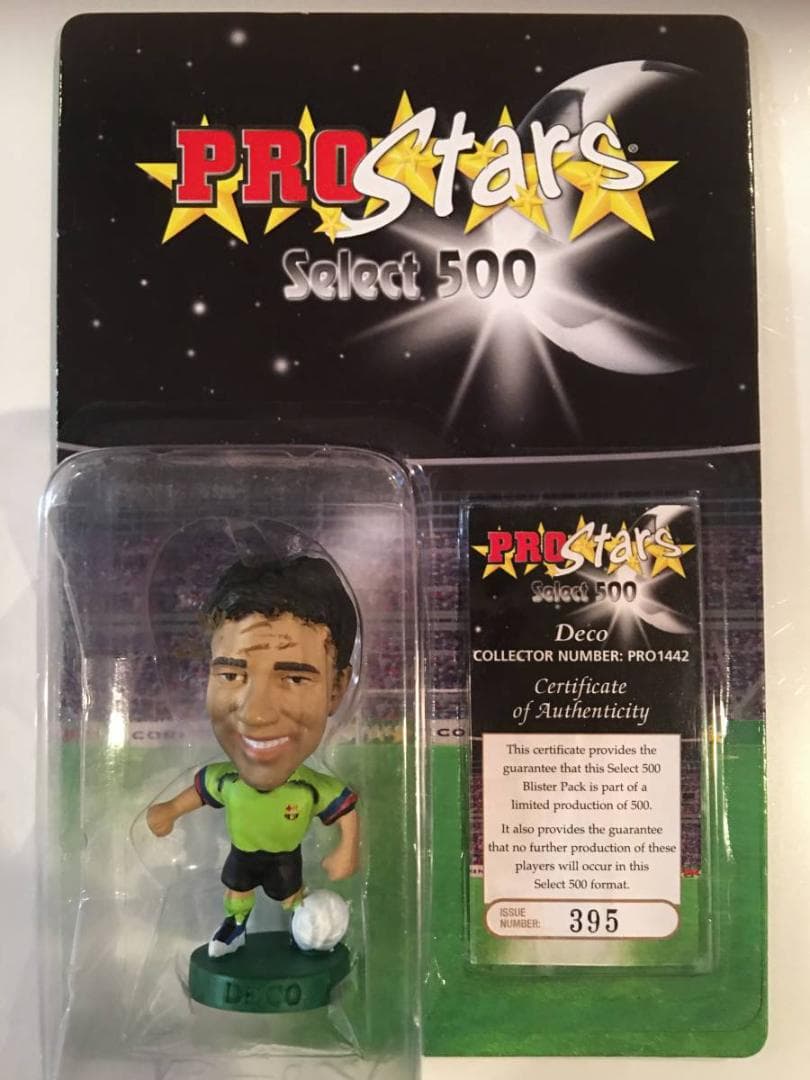 PROStars®
Select 500
PROStars
Select 500
Deco
COLLECTOR NUMBER: PRO1442
Certificate
of Authenticity
This certificate provides the
guarantee that this Select 500
Blister Pack is part of a
limited production of 500.
It also provides the guarantee
that no further production of these
players will occur in this
Select 500 format.
ISSUE
NUMBER: 395
DECO